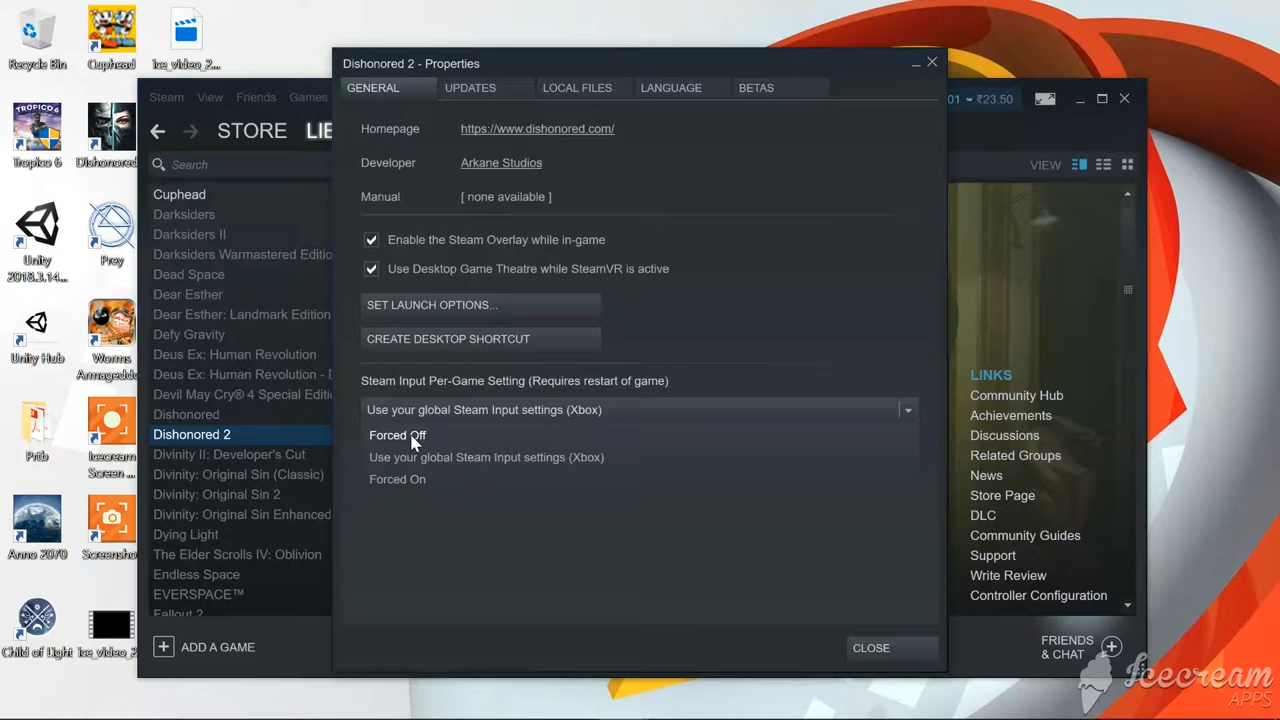 Recycle Bin
Cuphead
ice_video_2...
Tropico 6
Dishonored
Unity
2018.3.14...
Prey
Unity Hub
Worms
Armageddo
Prtb
Icecream
Screen ...
Anno 2070
Screensho
Child of Light
ice_video_2
Steam
View
Friends
Games
01
₹23.50
STORE
LIB
Search
VIEW
Cuphead
Darksiders
Darksiders II
Darksiders Warmastered Edition
Dead Space
Dear Esther
Dear Esther: Landmark Edition
Defy Gravity
Deus Ex: Human Revolution
Deus Ex: Human Revolution - D
Devil May Cry® 4 Special Editi
Dishonored
Dishonored 2
Divinity II: Developer's Cut
Divinity: Original Sin (Classic)
Divinity: Original Sin 2
Divinity: Original Sin Enhanced
Dying Light
The Elder Scrolls IV: Oblivion
Endless Space
EVERSPACE™
Fallout 2
ADD A GAME
Dishonored 2 - Properties
GENERAL
UPDATES
LOCAL FILES
LANGUAGE
BETAS
Homepage
https://www.dishonored.com/
Developer
Arkane Studios
Manual
[ none available ]
Enable the Steam Overlay while in-game
Use Desktop Game Theatre while SteamVR is active
SET LAUNCH OPTIONS...
CREATE DESKTOP SHORTCUT
Steam Input Per-Game Setting (Requires restart of game)
Use your global Steam Input settings (Xbox)
Forced Off
Use your global Steam Input settings (Xbox)
Forced On
CLOSE
LINKS
Community Hub
Achievements
Discussions
Related Groups
News
Store Page
DLC
Community Guides
Support
Write Review
Controller Configuration
FRIENDS
& CHAT
Icecream
APPS